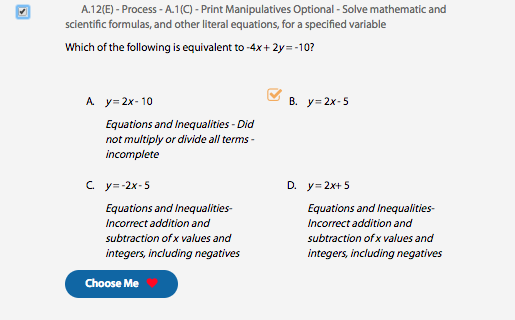 A.12(E) - Process - A.1(C) - Print Manipulatives Optional - Solve mathematic and
scientific formulas, and other literal equations, for a specified variable
Which of the following is equivalent to -4x + 2y = -10?
A. y = 2x - 10
Equations and Inequalities - Did
not multiply or divide all terms -
incomplete
B. y = 2x - 5
C. y = -2x - 5
Equations and Inequalities-
Incorrect addition and
subtraction of x values and
integers, including negatives
D. y = 2x+ 5
Equations and Inequalities-
Incorrect addition and
subtraction of x values and
integers, including negatives
Choose Me